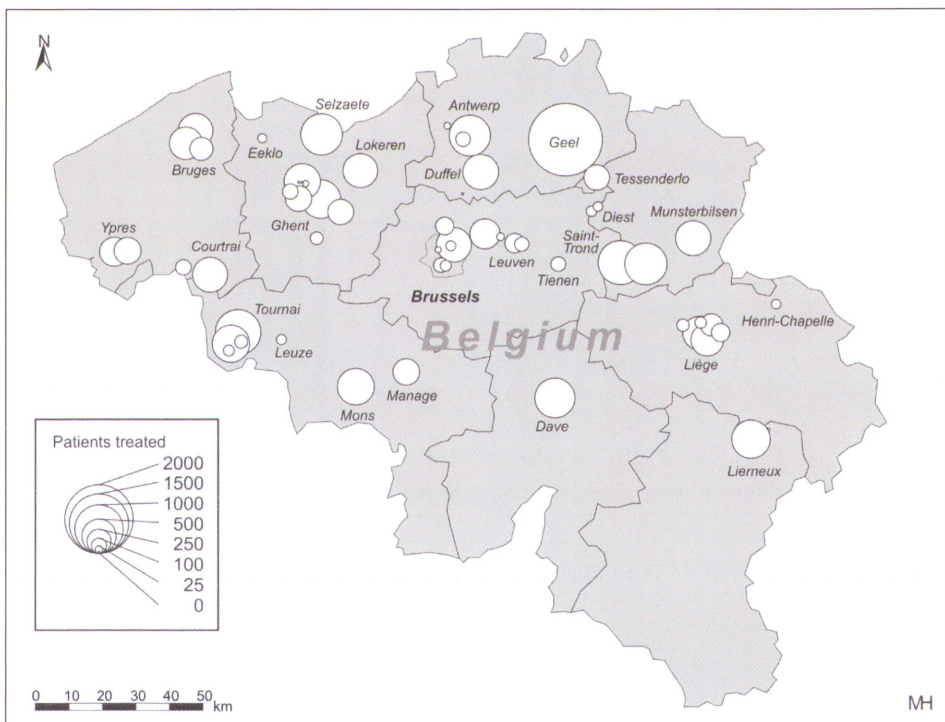 N
Selzaete
Antwerp
Eeklo
Lokeren
Geel
Bruges
Duffel
Tessenderlo
Diest
Munsterbilsen
Ghent
Ypres
Courtrai
Saint-
Trond
Leuven
Tienen
Brussels
Tournai
Belgium
Henri-Chapelle
Leuze
Liège
Manage
Mons
Dave
Lierneux
Patients treated
2000
1500
1000
500
250
100
25
0
0 10 20 30 40 50 km
MH